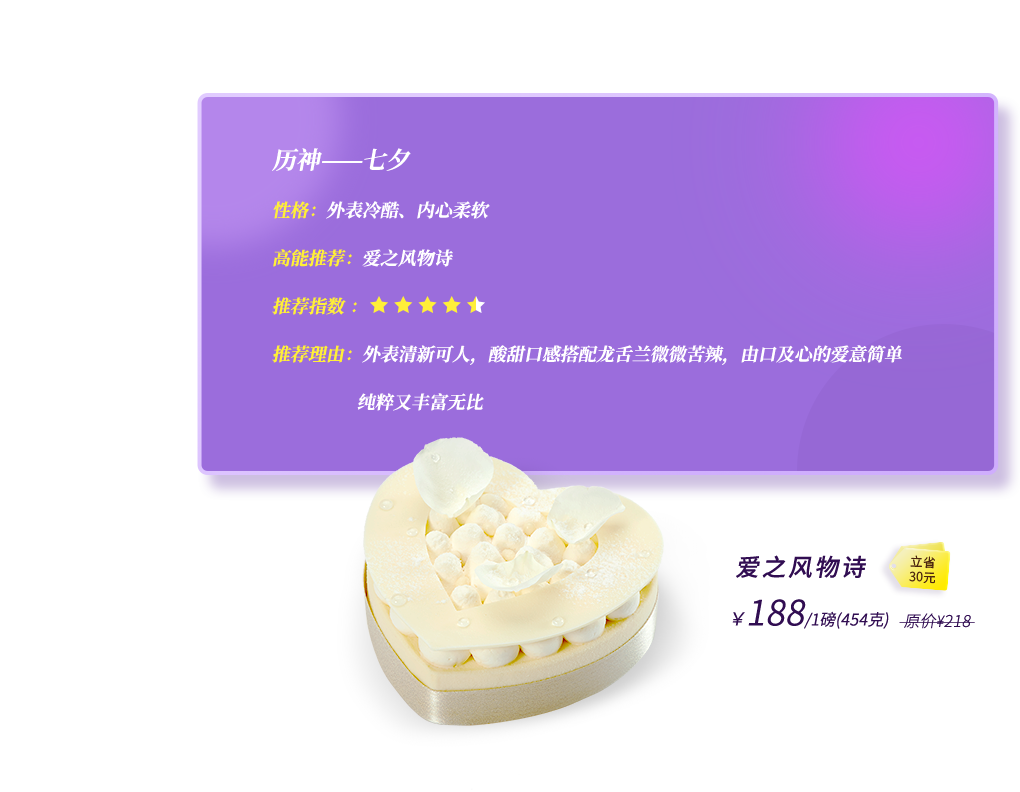 历神——七夕
性格：外表冷酷、内心柔软
高能推荐：爱之风物诗
推荐指数：
推荐理由：外表清新可人，酸甜口感搭配龙舌兰微微苦辣，由口及心的爱意简单
纯粹又丰富无比
爱之风物诗
立省
30元
￥188/1磅(454克) 原价¥218